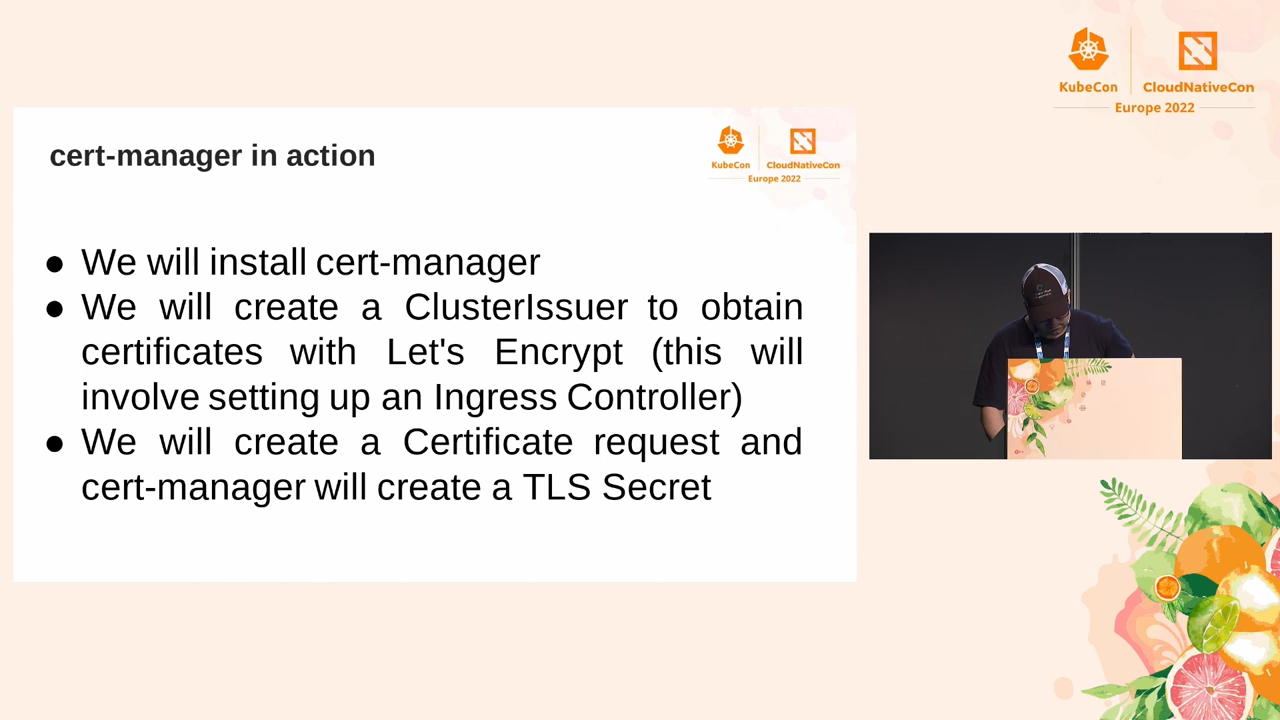 KubeCon
CloudNativeCon
Europe 2022
cert-manager in action
KubeCon
CloudNativeCon
Europe 2022
● We will install cert-manager
● We will create a ClusterIssuer to obtain
certificates with Let's Encrypt (this will
involve setting up an Ingress Controller)
● We will create a Certificate request and
cert-manager will create a TLS Secret